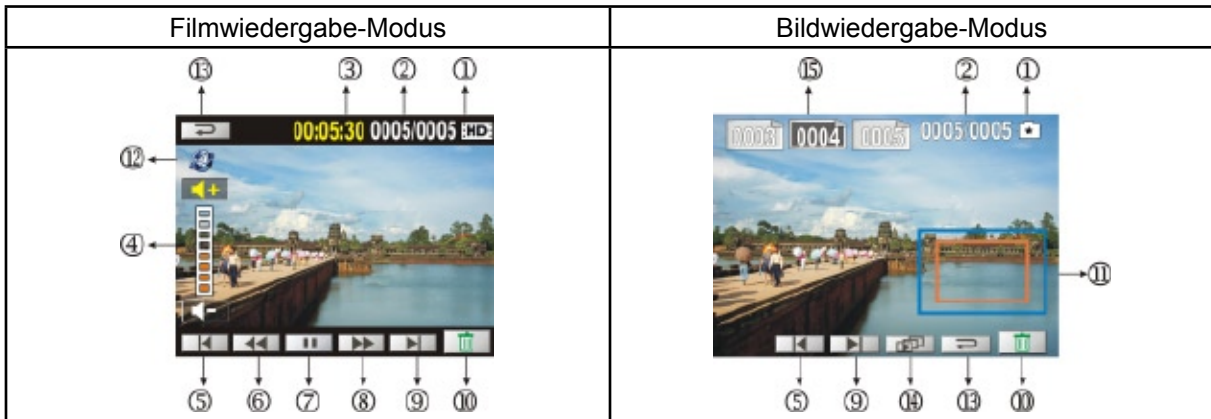 Filmwiedergabe-Modus
Bildwiedergabe-Modus
⑬ ③ ② ①
00:05:30 0005/0005 HD
⑫
④
⑤ ⑥ ⑦ ⑧ ⑨ ⑩
⑮ ② ①
0003 0004 0005 0005/0005
⑪
⑤ ⑨ ⑭ ⑬ ⑩